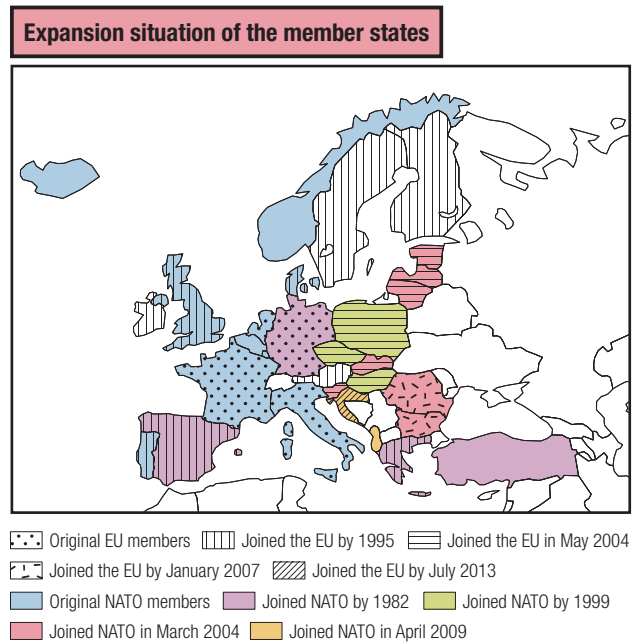 Expansion situation of the member states
Original EU members Joined the EU by 1995 Joined the EU in May 2004
Joined the EU by January 2007 Joined the EU by July 2013
Original NATO members Joined NATO by 1982 Joined NATO by 1999
Joined NATO in March 2004 Joined NATO in April 2009